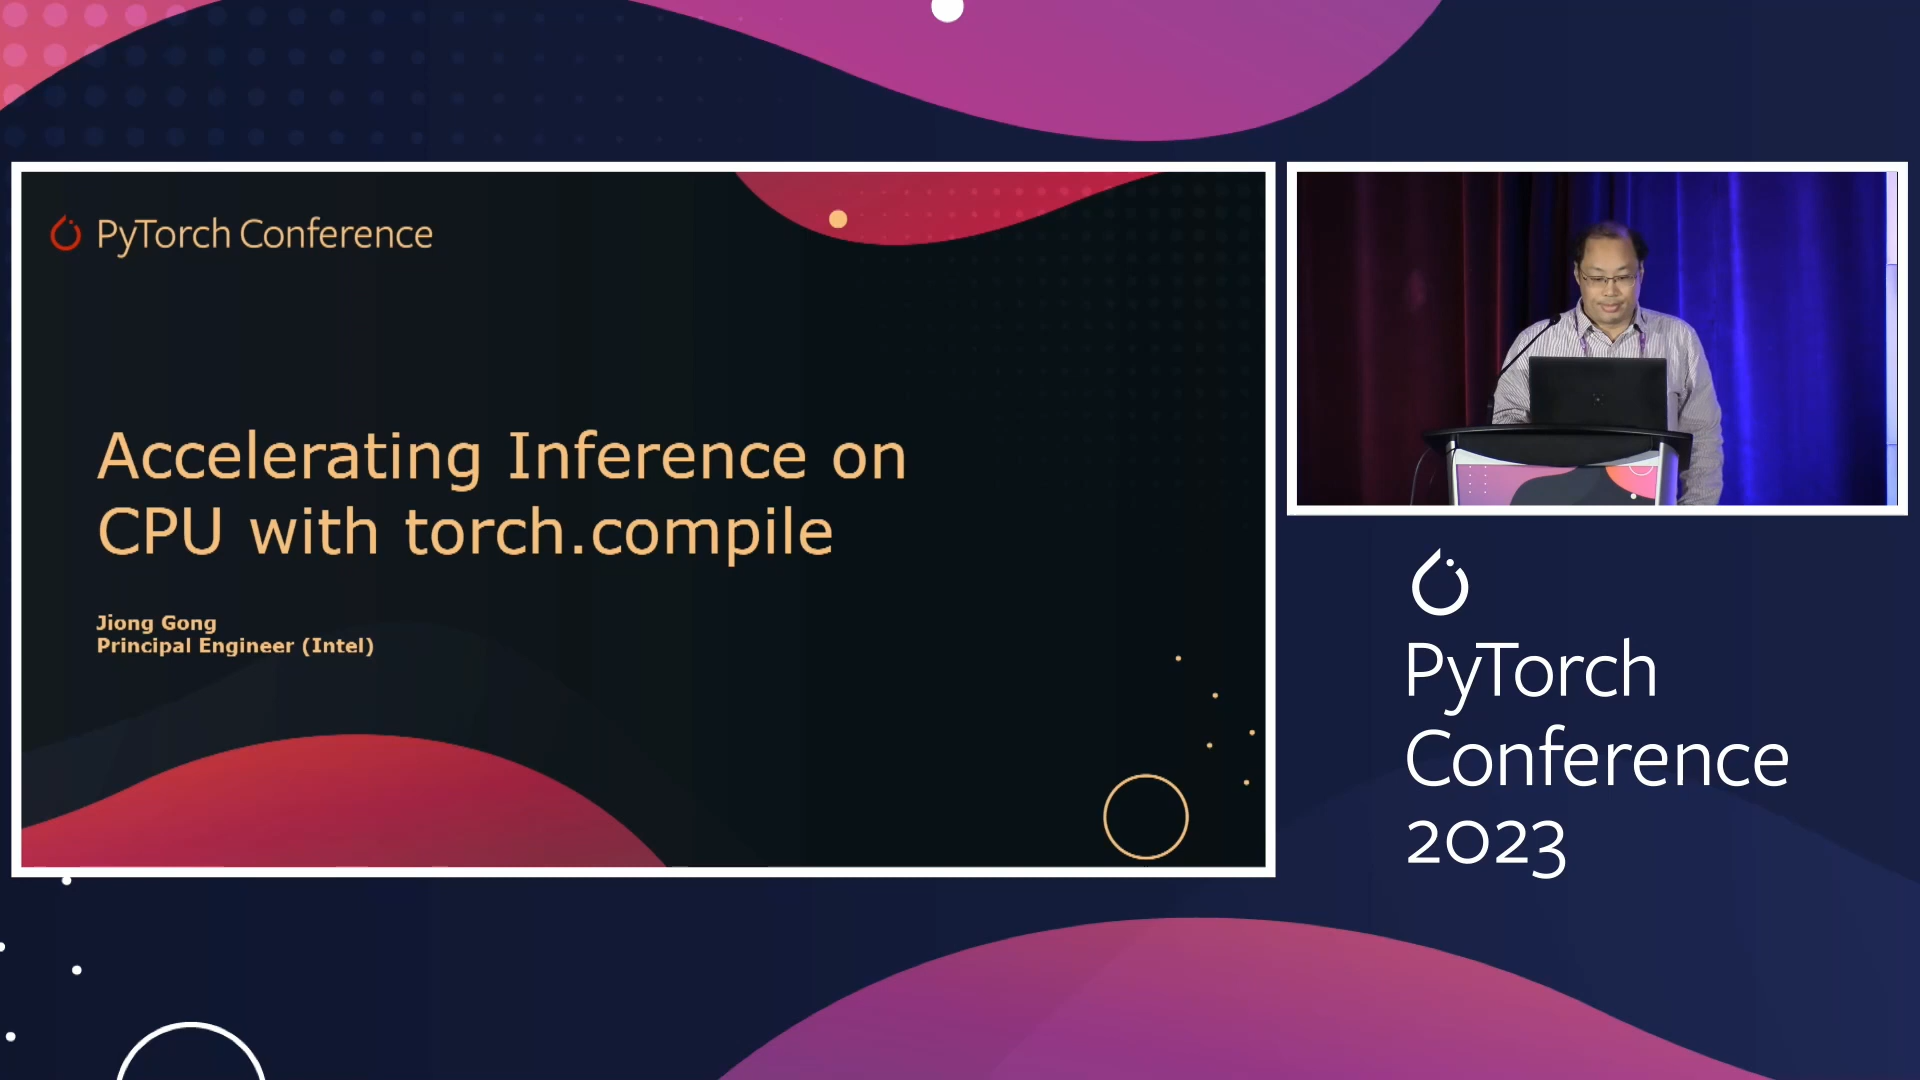 PyTorch Conference
Accelerating Inference on
CPU with torch.compile
Jiong Gong
Principal Engineer (Intel)
PyTorch
Conference
2023